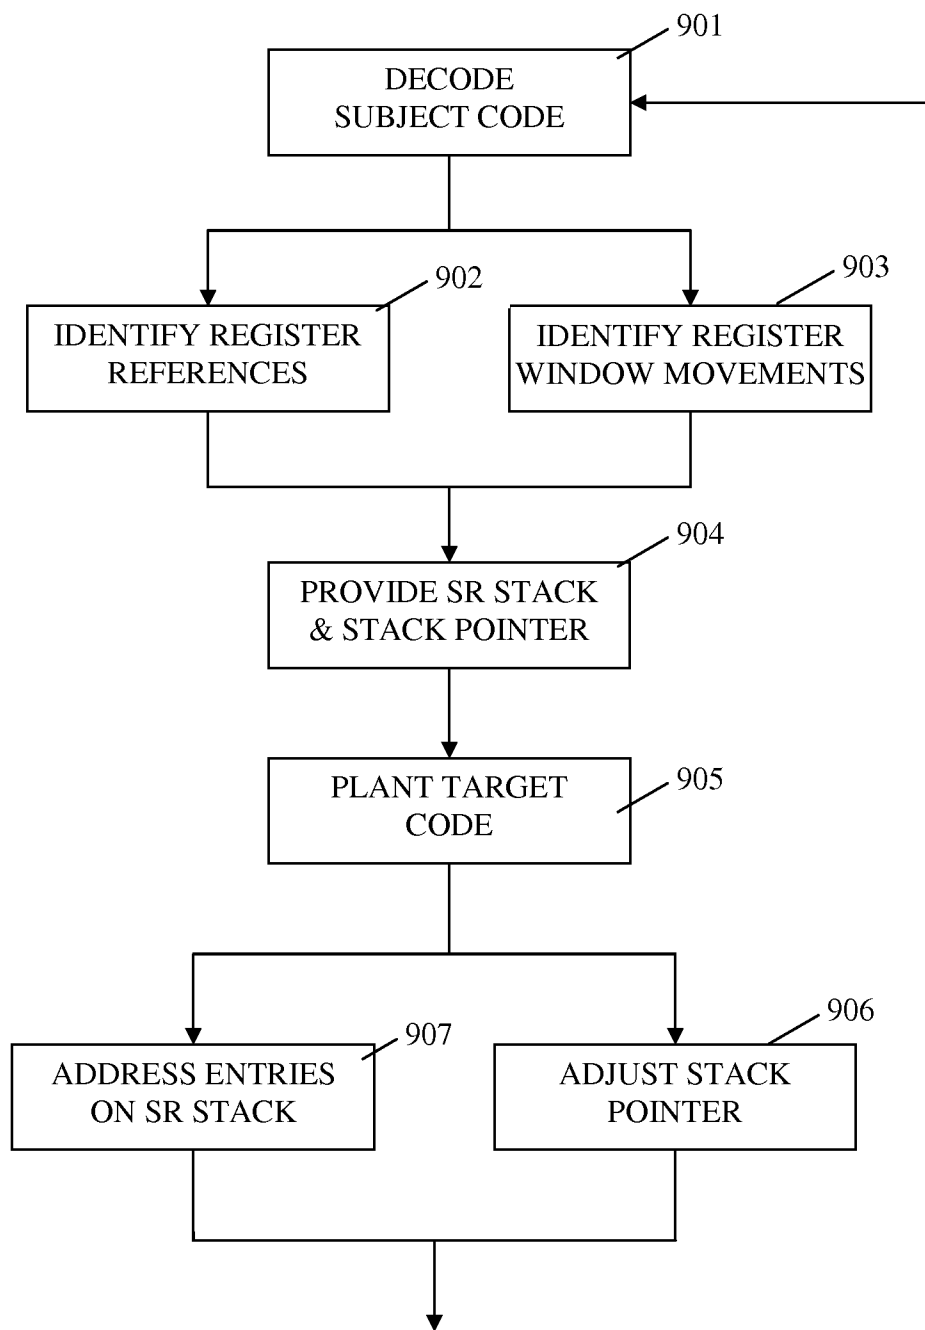 901
DECODE
SUBJECT CODE
902
903
IDENTIFY REGISTER
REFERENCES
IDENTIFY REGISTER
WINDOW MOVEMENTS
904
PROVIDE SR STACK
& STACK POINTER
905
PLANT TARGET
CODE
907
906
ADDRESS ENTRIES
ON SR STACK
ADJUST STACK
POINTER